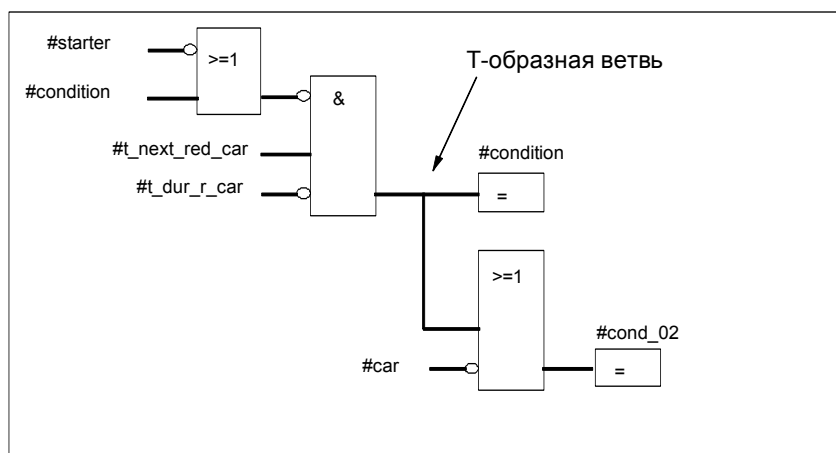 #starter
>=1
#condition
&
T-образная ветвь
#t_next_red_car
#t_dur_r_car
#condition
=
>=1
#cond_02
#car
=